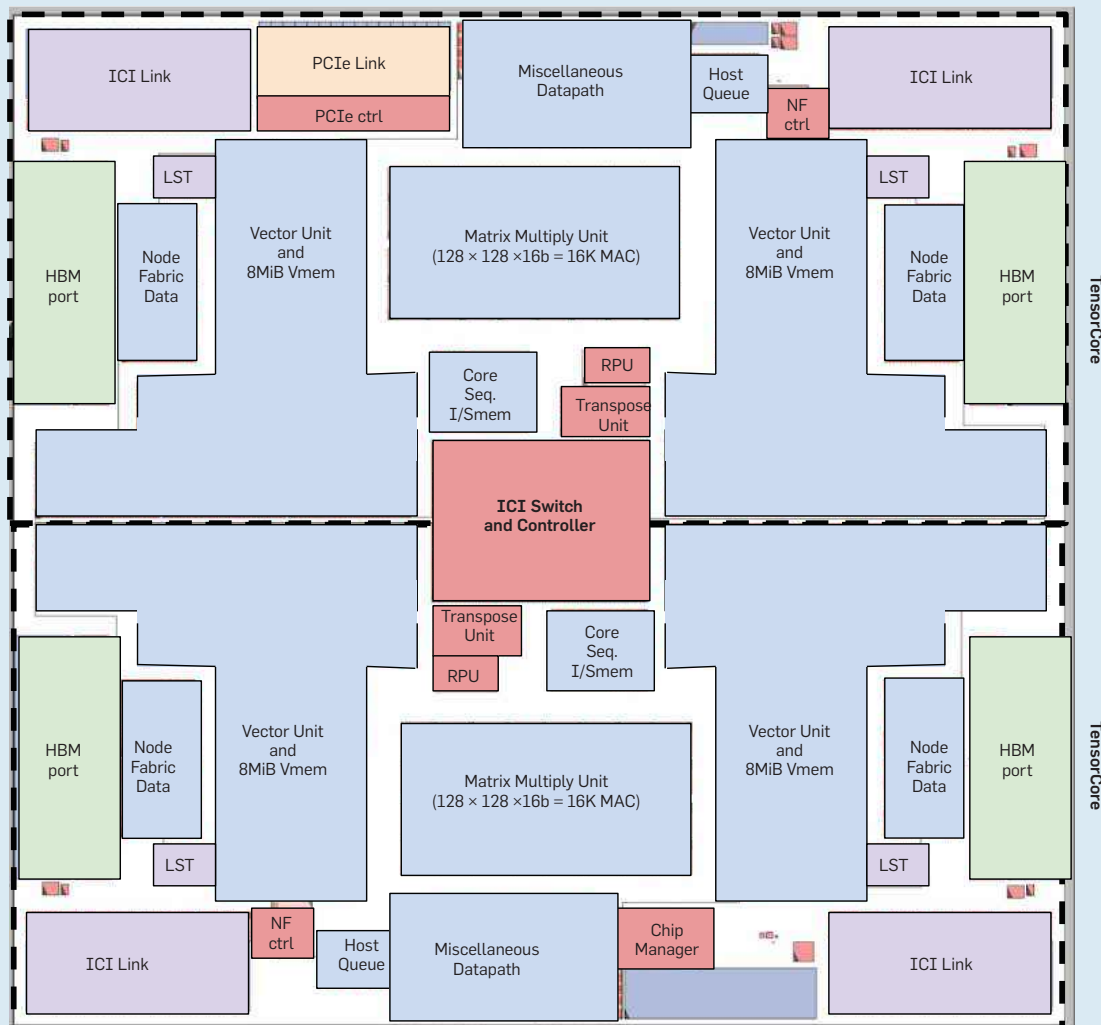 ICI Link
PCIe Link
PCIe ctrl
Miscellaneous
Datapath
Host
Queue
NF
ctrl
ICI Link
LST
LST
HBM
port
Node
Fabric
Data
Vector Unit
and
8MiB Vmem
Matrix Multiply Unit
(128 × 128 ×16b = 16K MAC)
Vector Unit
and
8MiB Vmem
Node
Fabric
Data
HBM
port
TensorCore
Core
Seq.
I/Smem
RPU
Transpose
Unit
ICI Switch
and Controller
Transpose
Unit
RPU
Core
Seq.
I/Smem
HBM
port
Node
Fabric
Data
Vector Unit
and
8MiB Vmem
Matrix Multiply Unit
(128 × 128 ×16b = 16K MAC)
Vector Unit
and
8MiB Vmem
Node
Fabric
Data
HBM
port
TensorCore
LST
LST
ICI Link
NF
ctrl
Host
Queue
Miscellaneous
Datapath
Chip
Manager
ICI Link